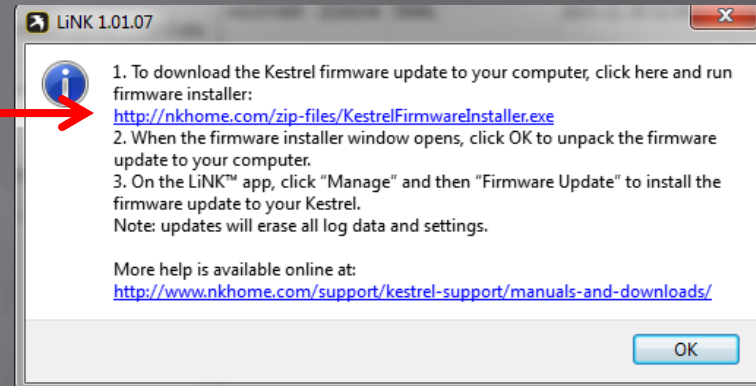 LiNK 1.01.07
1. To download the Kestrel firmware update to your computer, click here and run
firmware installer:
http://nkhome.com/zip-files/KestrelFirmwareInstaller.exe
2. When the firmware installer window opens, click OK to unpack the firmware
update to your computer.
3. On the LiNK™ app, click "Manage" and then "Firmware Update" to install the
firmware update to your Kestrel.
Note: updates will erase all log data and settings.
More help is available online at:
http://www.nkhome.com/support/kestrel-support/manuals-and-downloads/
OK